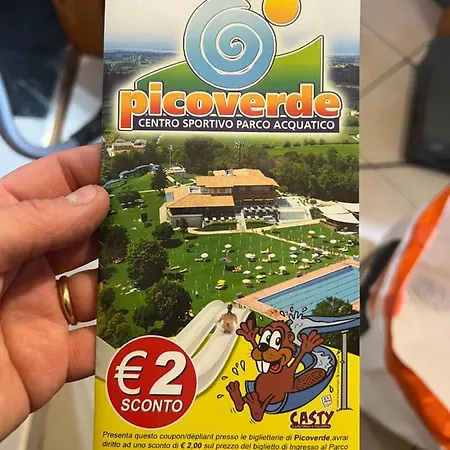 picoverde
CENTRO SPORTIVO PARCO ACQUATICO
€ 2
SCONTO
CASTY
Presenta questo coupon/dépliant presso le biglietterie di Picoverde, avrai
diritto ad uno sconto di € 2,00 sul prezzo del biglietto di Ingresso al Parco